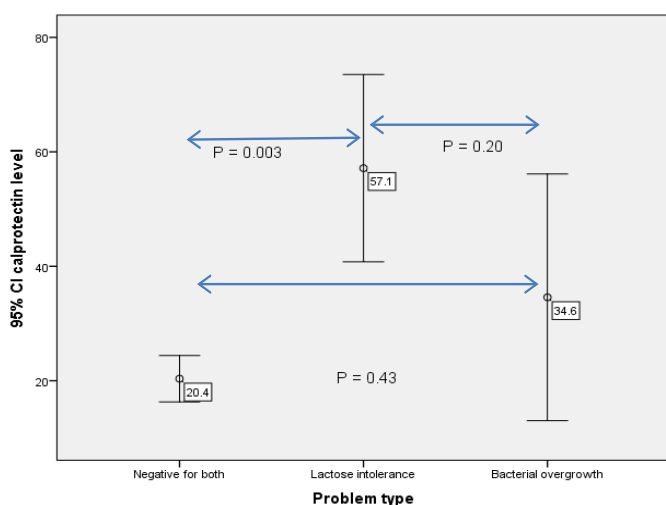 80
60
40
20
95% CI calprotectin level
P = 0.003
P = 0.20
57.1
34.6
P = 0.43
20.4
Negative for both
Lactose intolerance
Bacterial overgrowth
Problem type